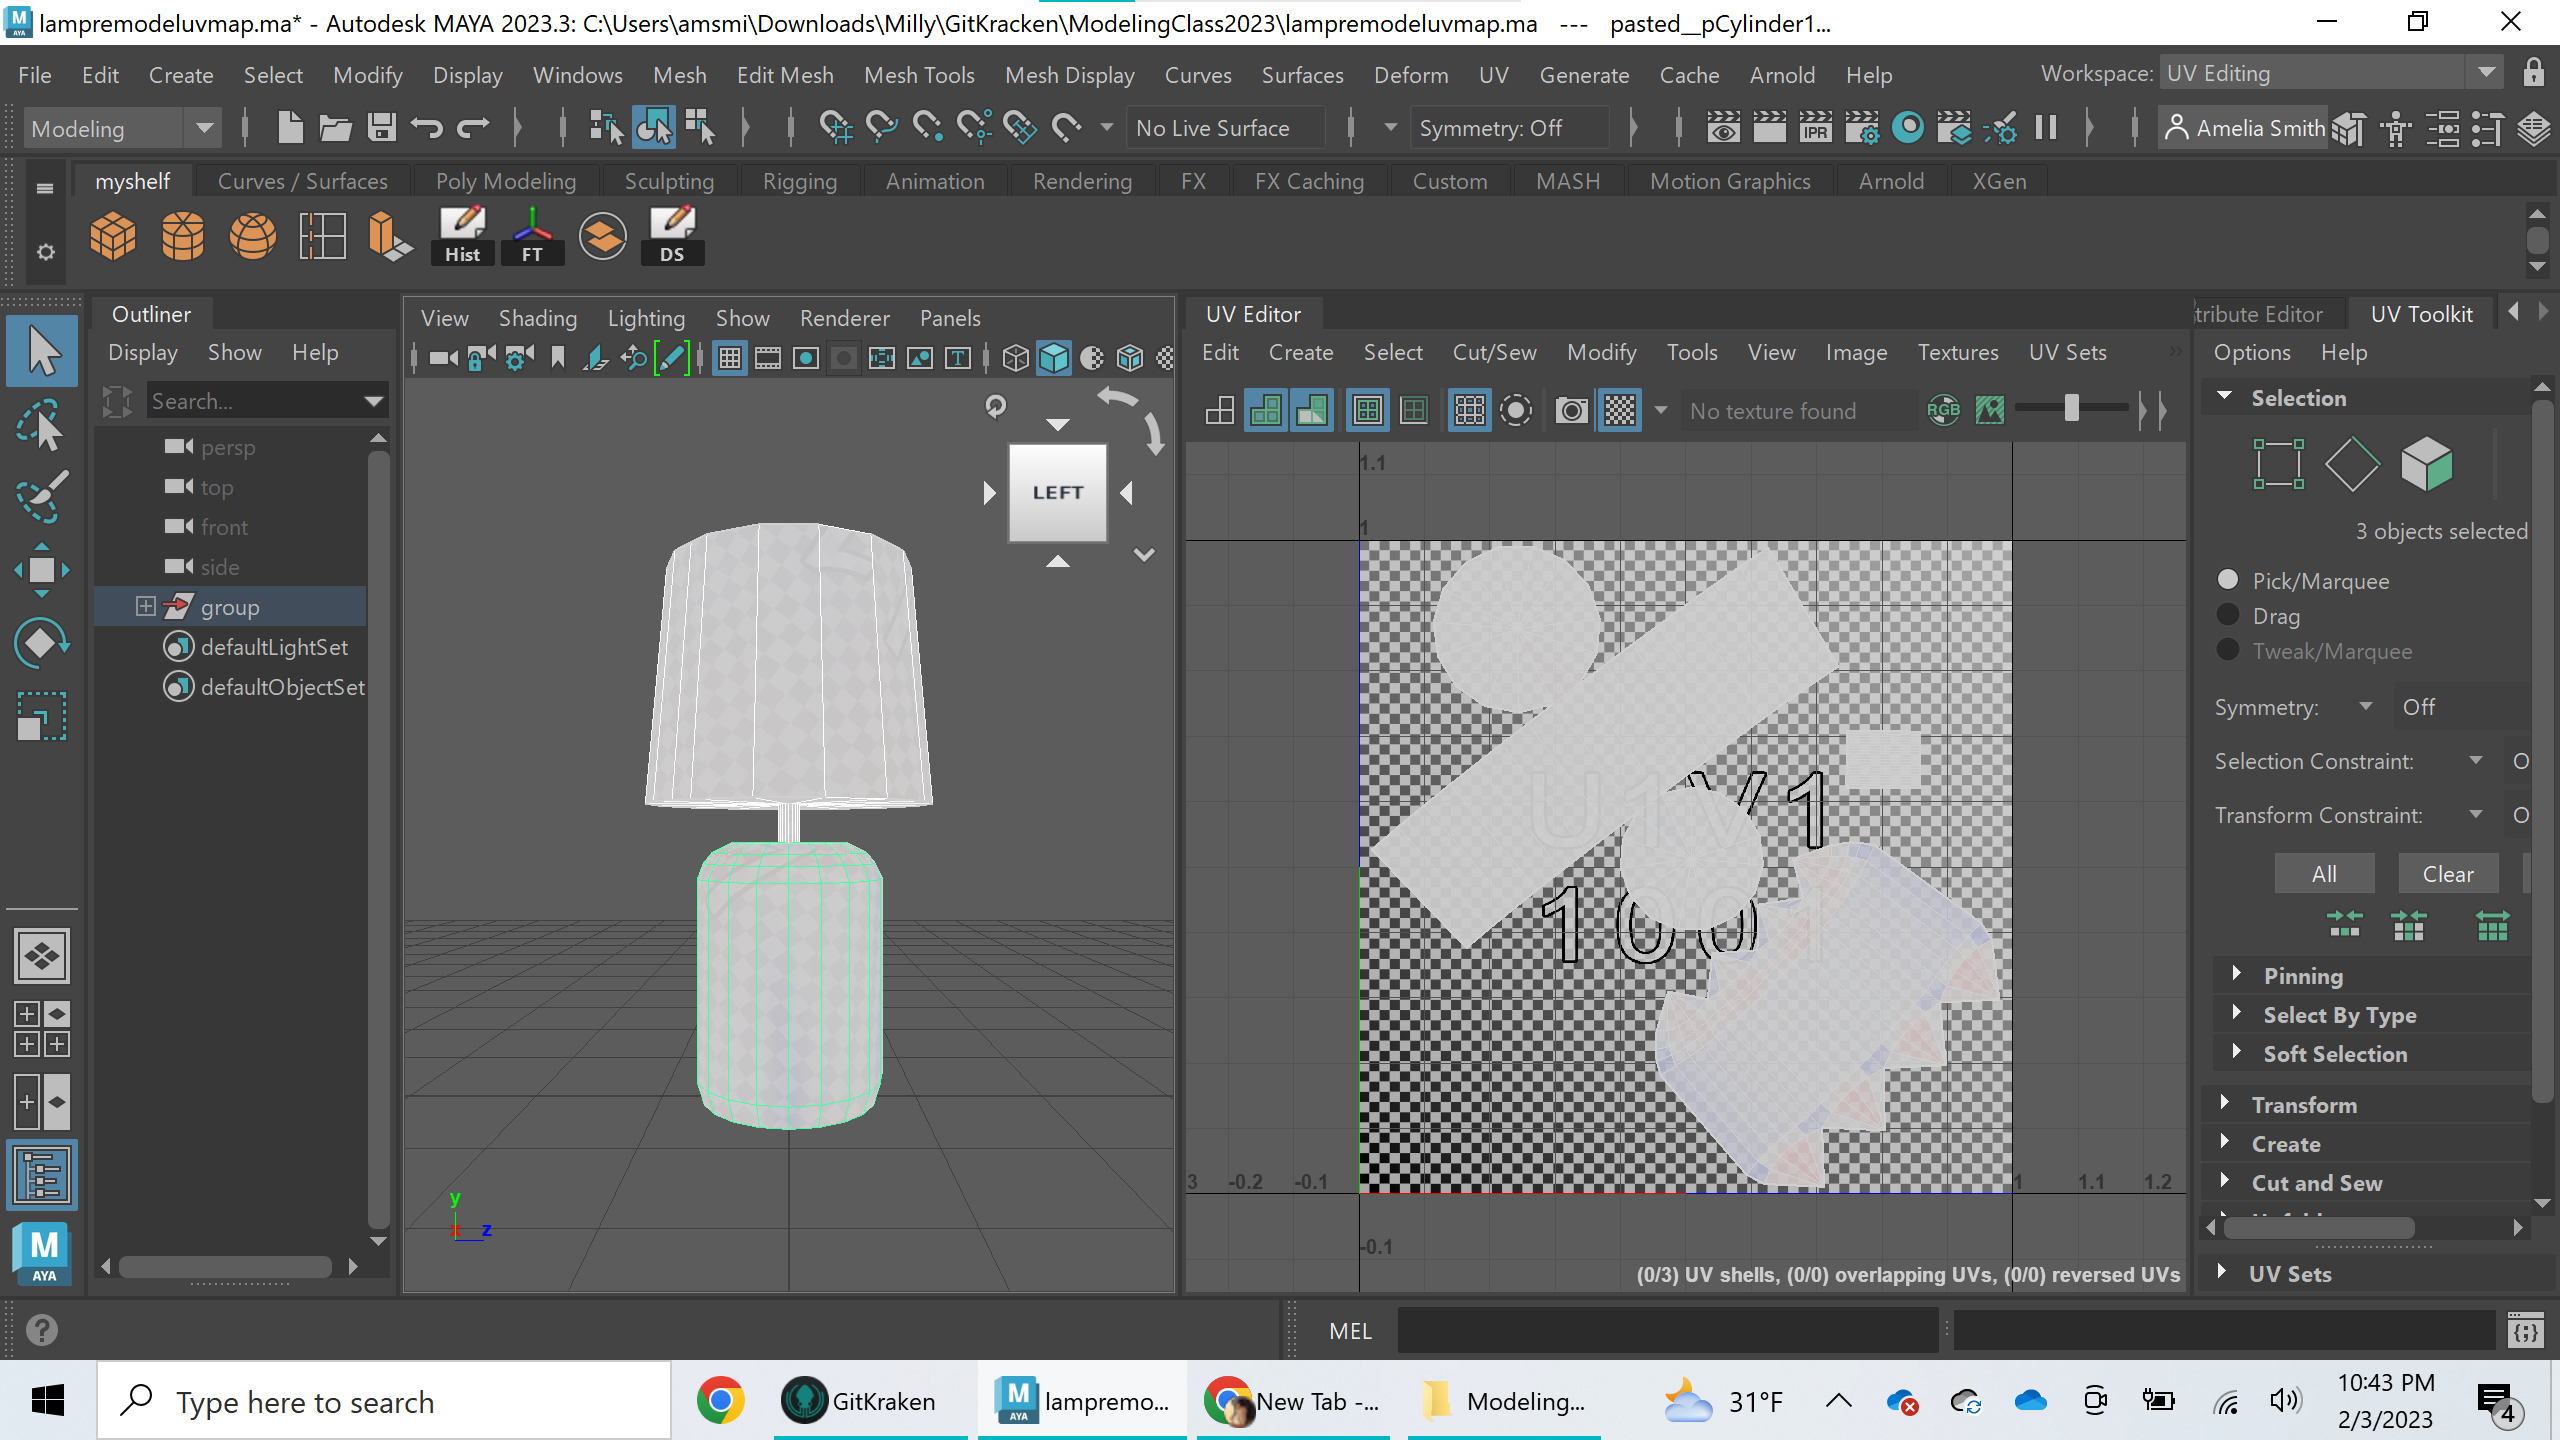 lampremodeluvmap.ma* - Autodesk MAYA 2023.3: C:\Users\amsmi\Downloads\Milly\GitKracken\ModelingClass2023\lampremodeluvmap.ma --- pasted__pCylinder1...
File Edit Create Select Modify Display Windows Mesh Edit Mesh Mesh Tools Mesh Display Curves Surfaces Deform UV Generate Cache Arnold Help Workspace: UV Editing
Modeling No Live Surface Symmetry: Off IPR Amelia Smith
myshelf Curves / Surfaces Poly Modeling Sculpting Rigging Animation Rendering FX FX Caching Custom MASH Motion Graphics Arnold XGen
Hist FT DS
Outliner
Display Show Help
Search...
persp
top
front
side
group
defaultLightSet
defaultObjectSet
View Shading Lighting Show Renderer Panels
LEFT
y
x z
UV Editor
Edit Create Select Cut/Sew Modify Tools View Image Textures UV Sets
No texture found RGB
1.1
1
U1V1
1001
3 -0.2 -0.1 1 1.1 1.2
-0.1
(0/3) UV shells, (0/0) overlapping UVs, (0/0) reversed UVs
tribute Editor UV Toolkit
Options Help
Selection
3 objects selected
Pick/Marquee
Drag
Tweak/Marquee
Symmetry: Off
Selection Constraint: O
Transform Constraint: O
All Clear
Pinning
Select By Type
Soft Selection
Transform
Create
Cut and Sew
UV Sets
M
AYA
MEL
Type here to search GitKraken lampremo... New Tab -... Modeling... 31°F 10:43 PM
2/3/2023
4